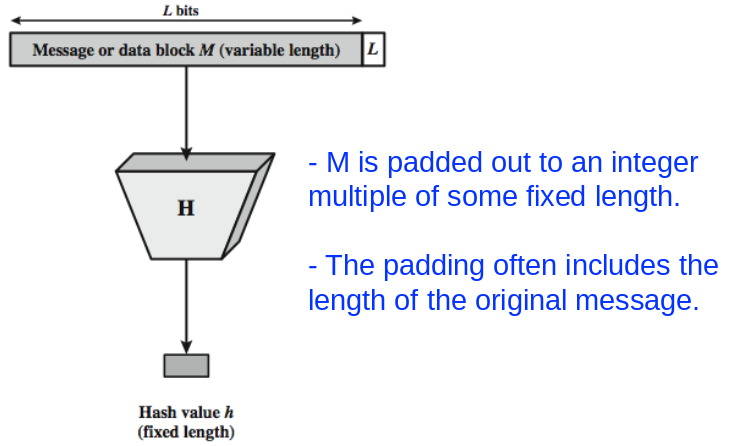 L bits
Message or data block M (variable length) L
H
- M is padded out to an integer
multiple of some fixed length.
- The padding often includes the
length of the original message.
Hash value h
(fixed length)